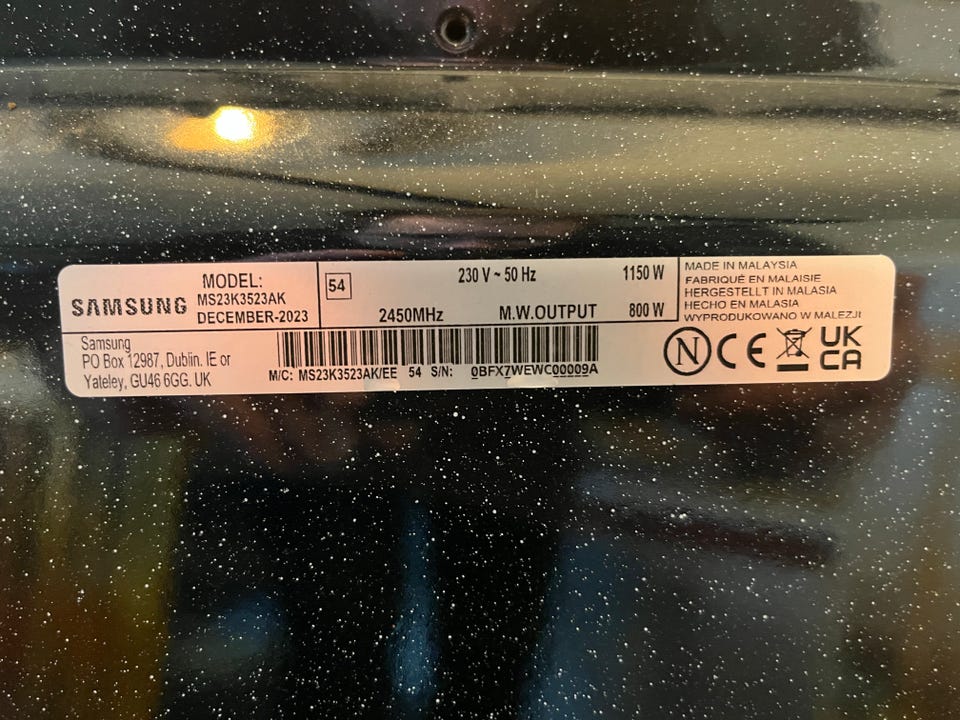 SAMSUNG
MODEL:
MS23K3523AK
DECEMBER-2023
54
230 V ~ 50 Hz 1150 W
2450MHz M.W.OUTPUT 800 W
MADE IN MALAYSIA
FABRIQUÉ EN MALAISIE
HERGESTELLT IN MALASIA
HECHO EN MALASIA
WYPRODUKOWANO W MALEZJI
Samsung
PO Box 12987, Dublin. IE or
Yateley, GU46 6GG. UK
M/C: MS23K3523AK/EE 54 S/N: 0BFX7WEWC00009A
N CE UK
CA